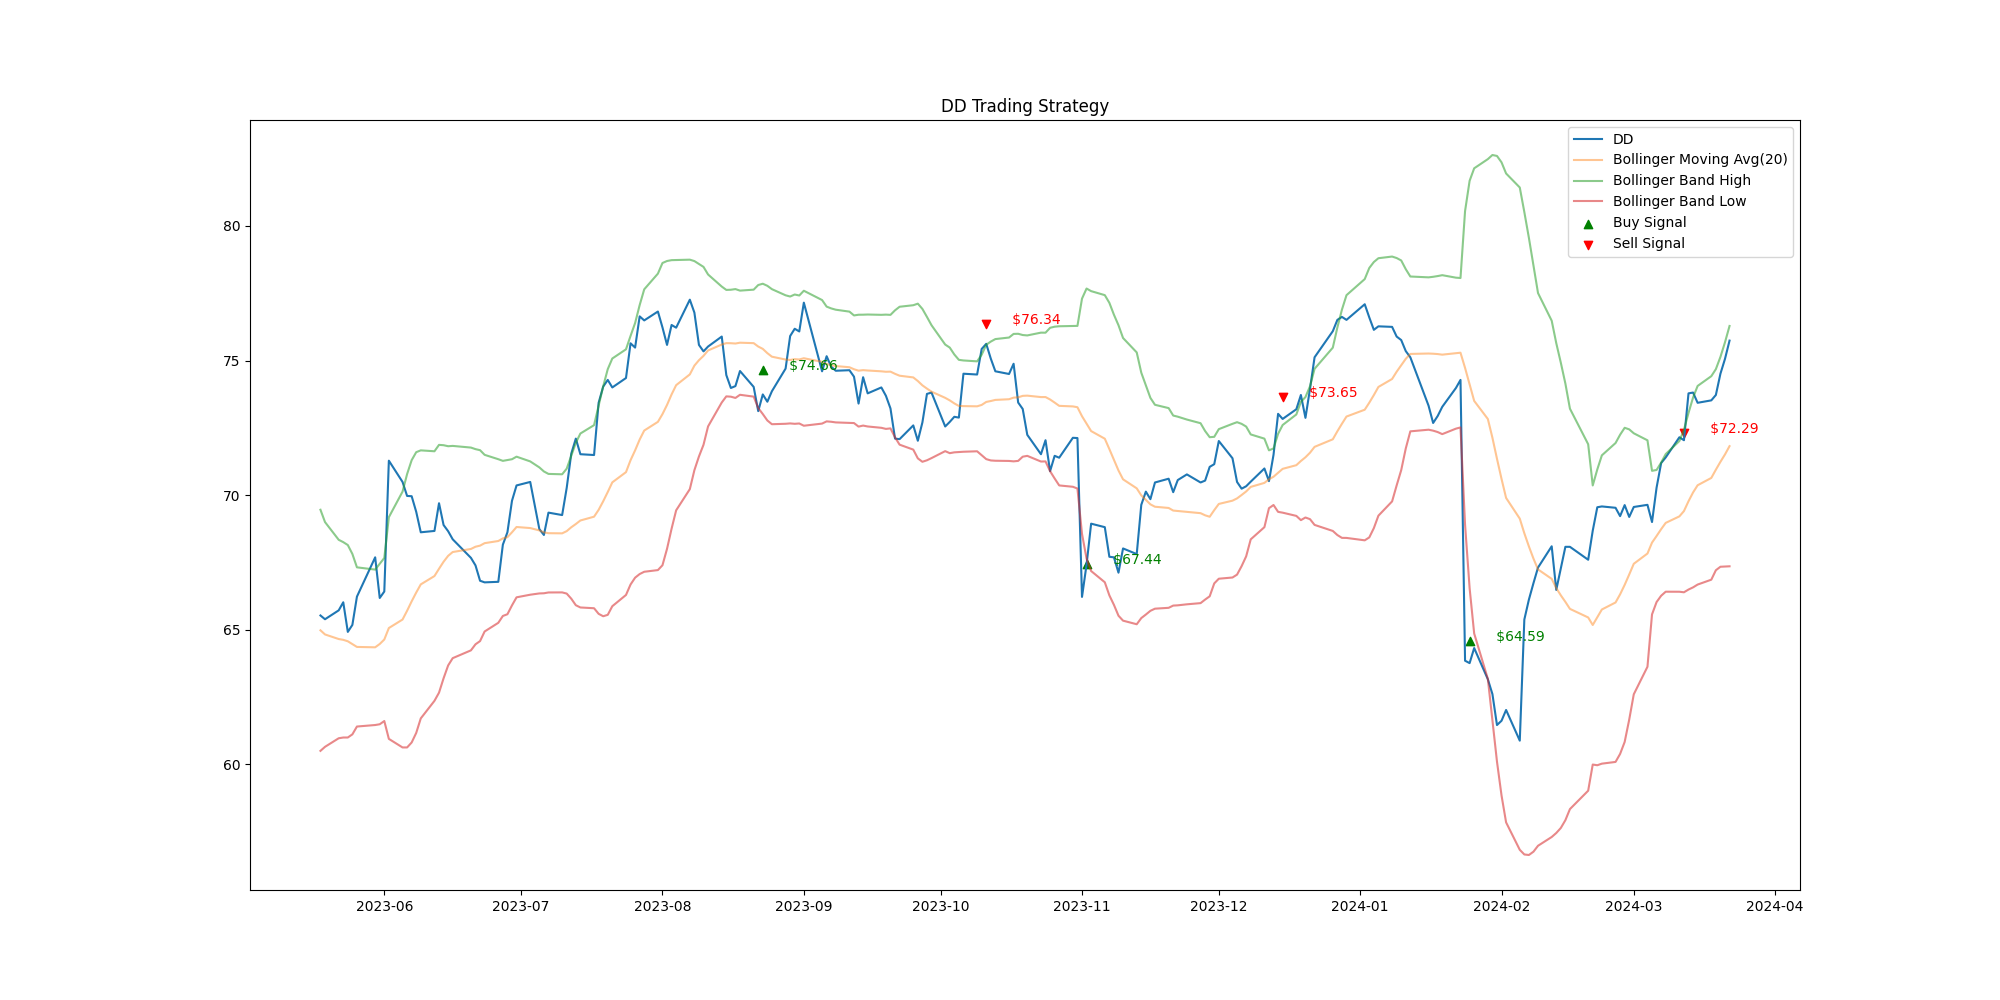 DD Trading Strategy
DD
Bollinger Moving Avg(20)
Bollinger Band High
Bollinger Band Low
Buy Signal
Sell Signal
80
75
70
65
60
$74.66
$76.34
$67.44
$73.65
$64.59
$72.29
2023-06 2023-07 2023-08 2023-09 2023-10 2023-11 2023-12 2024-01 2024-02 2024-03 2024-04